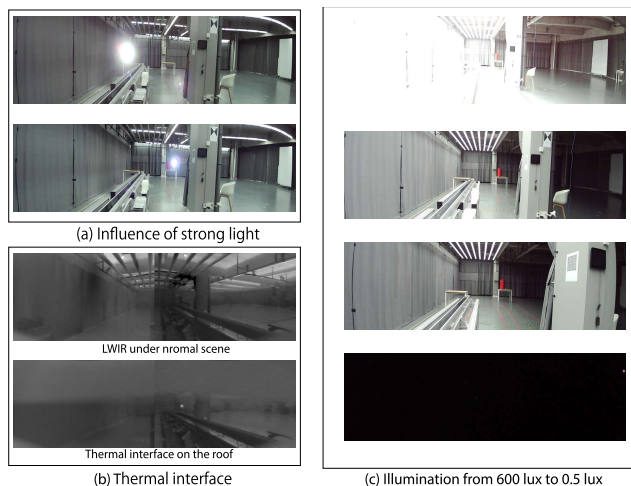 (a) Influence of strong light
LWIR under nromal scene
Thermal interface on the roof
(b) Thermal interface
(c) Illumination from 600 lux to 0.5 lux